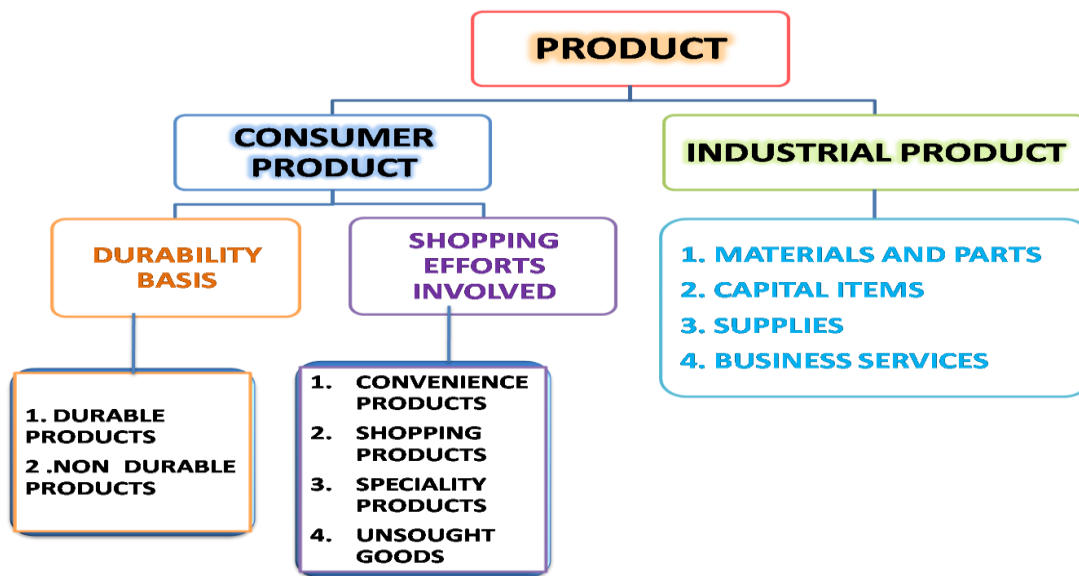 PRODUCT
CONSUMER
PRODUCT
INDUSTRIAL PRODUCT
DURABILITY
BASIS
SHOPPING
EFFORTS
INVOLVED
1. MATERIALS AND PARTS
2. CAPITAL ITEMS
3. SUPPLIES
4. BUSINESS SERVICES
1. DURABLE
PRODUCTS
2 .NON DURABLE
PRODUCTS
1. CONVENIENCE
PRODUCTS
2. SHOPPING
PRODUCTS
3. SPECIALITY
PRODUCTS
4. UNSOUGHT
GOODS